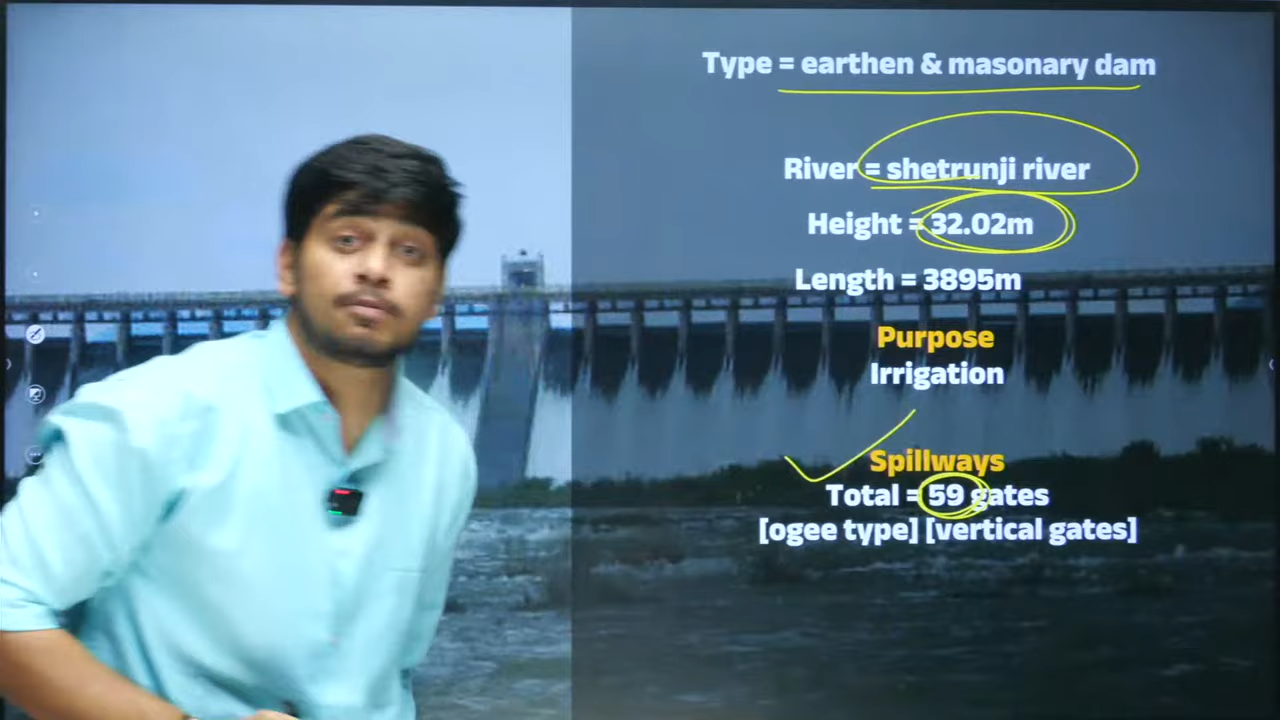 Type = earthen & masonary dam
River = shetrunji river
Height = 32.02m
Length = 3895m
Purpose
Irrigation
Spillways
Total = 59 gates
[ogee type] [vertical gates]